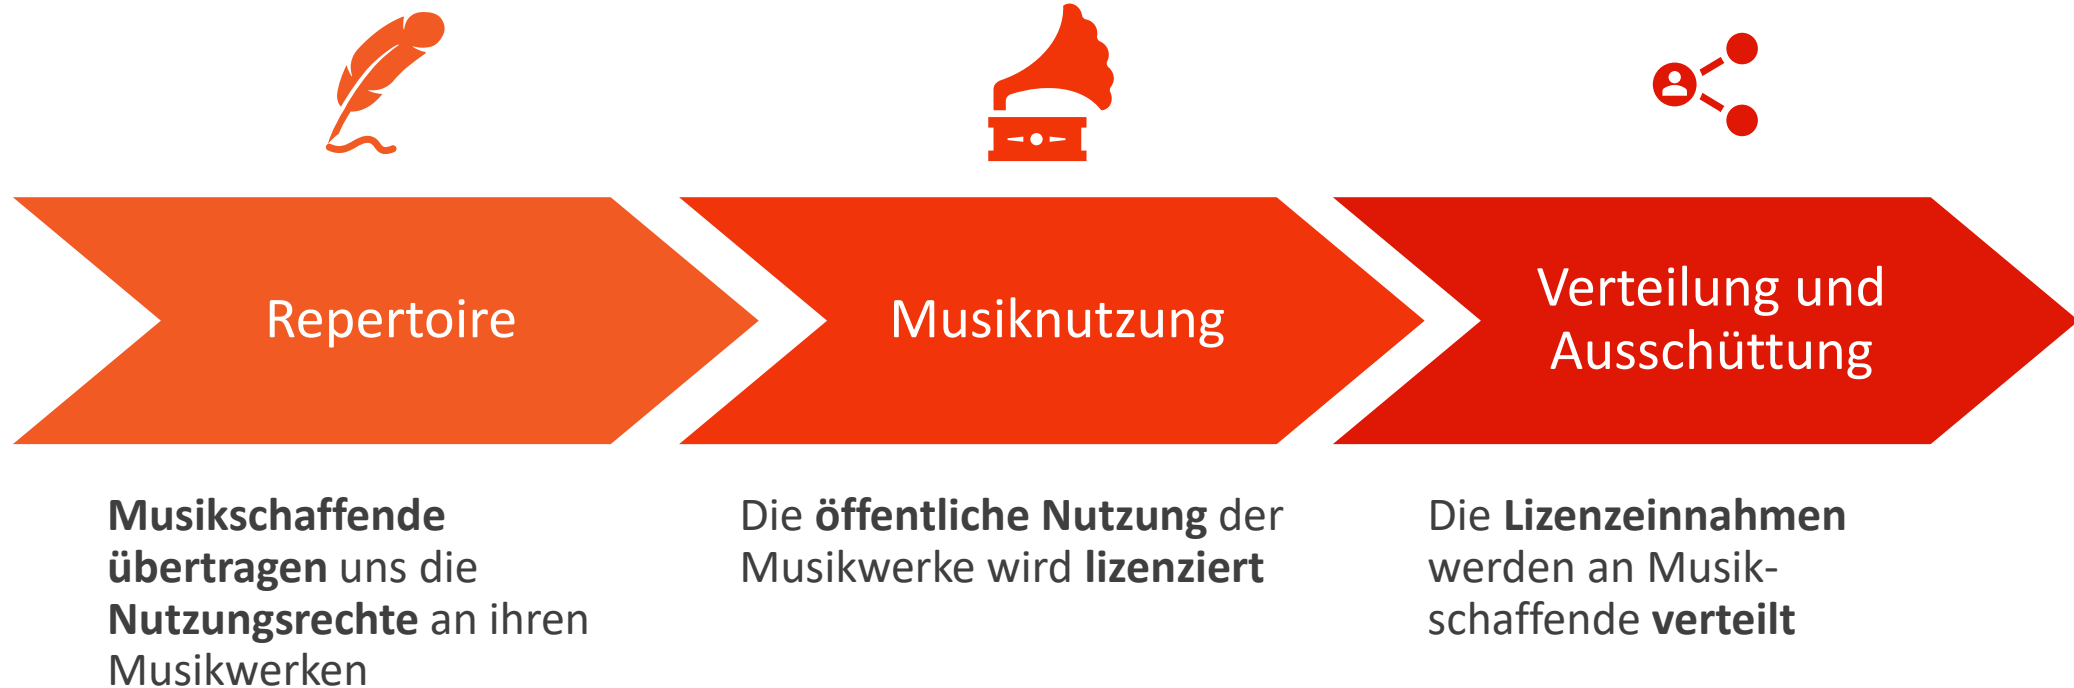 Repertoire
Musiknutzung
Verteilung und
Ausschüttung
Musikschaffende
übertragen uns die
Nutzungsrechte an ihren
Musikwerken
Die öffentliche Nutzung der
Musikwerke wird lizenziert
Die Lizenzeinnahmen
werden an Musik-
schaffende verteilt